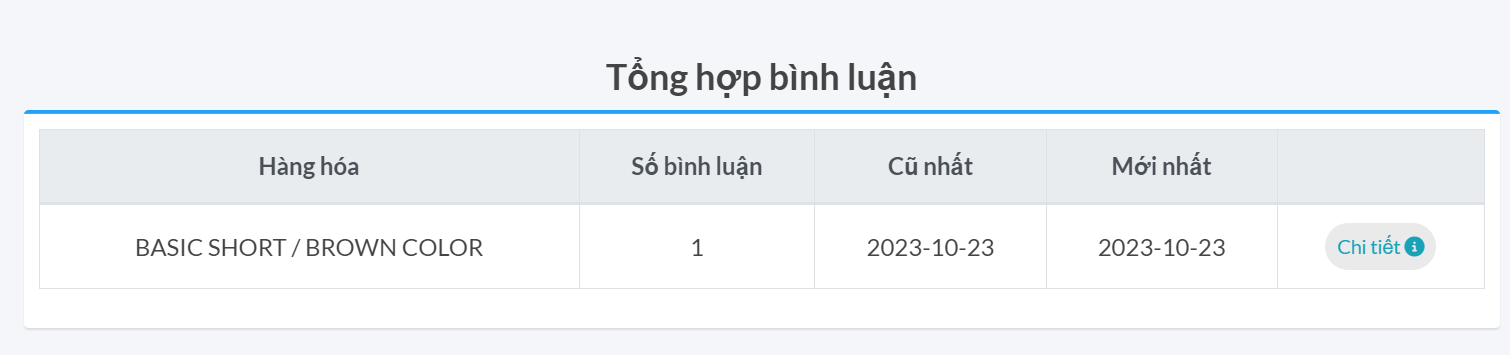 Tổng hợp bình luận
Hàng hóa Số bình luận Cũ nhất Mới nhất
BASIC SHORT / BROWN COLOR 1 2023-10-23 2023-10-23 Chi tiết